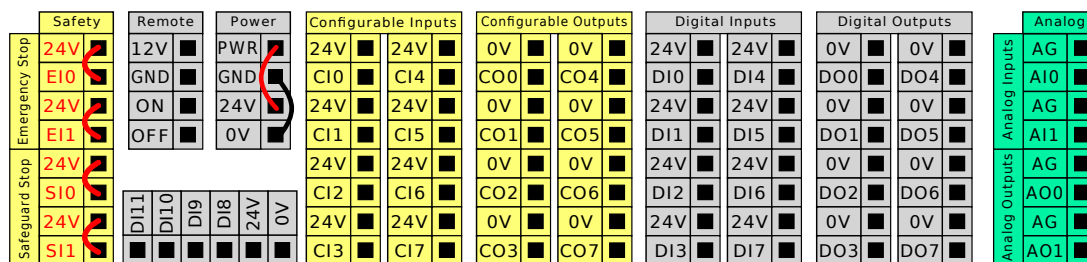 Safety
Emergency Stop
24V
EI0
24V
EI1
Safeguard Stop
24V
SI0
24V
SI1
Remote
12V
GND
ON
OFF
Power
PWR
GND
24V
0V
DI11
DI10
DI9
DI8
24V
0V
Configurable Inputs
24V 24V
CI0 CI4
24V 24V
CI1 CI5
24V 24V
CI2 CI6
24V 24V
CI3 CI7
Configurable Outputs
0V 0V
CO0 CO4
0V 0V
CO1 CO5
0V 0V
CO2 CO6
0V 0V
CO3 CO7
Digital Inputs
24V 24V
DI0 DI4
24V 24V
DI1 DI5
24V 24V
DI2 DI6
24V 24V
DI3 DI7
Digital Outputs
0V 0V
DO0 DO4
0V 0V
DO1 DO5
0V 0V
DO2 DO6
0V 0V
DO3 DO7
Analog
Analog Inputs
AG
AI0
AG
AI1
Analog Outputs
AG
AO0
AG
AO1